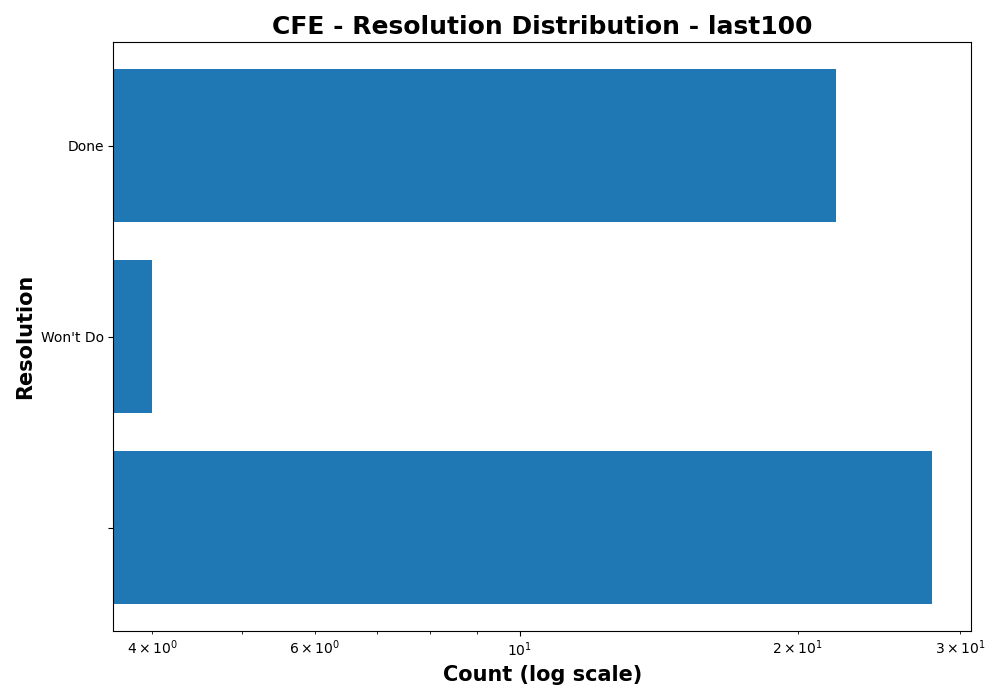 CFE - Resolution Distribution - last100
Resolution
Done
Won't Do
4 × 10⁰
6 × 10⁰
10¹
2 × 10¹
3 × 10¹
Count (log scale)